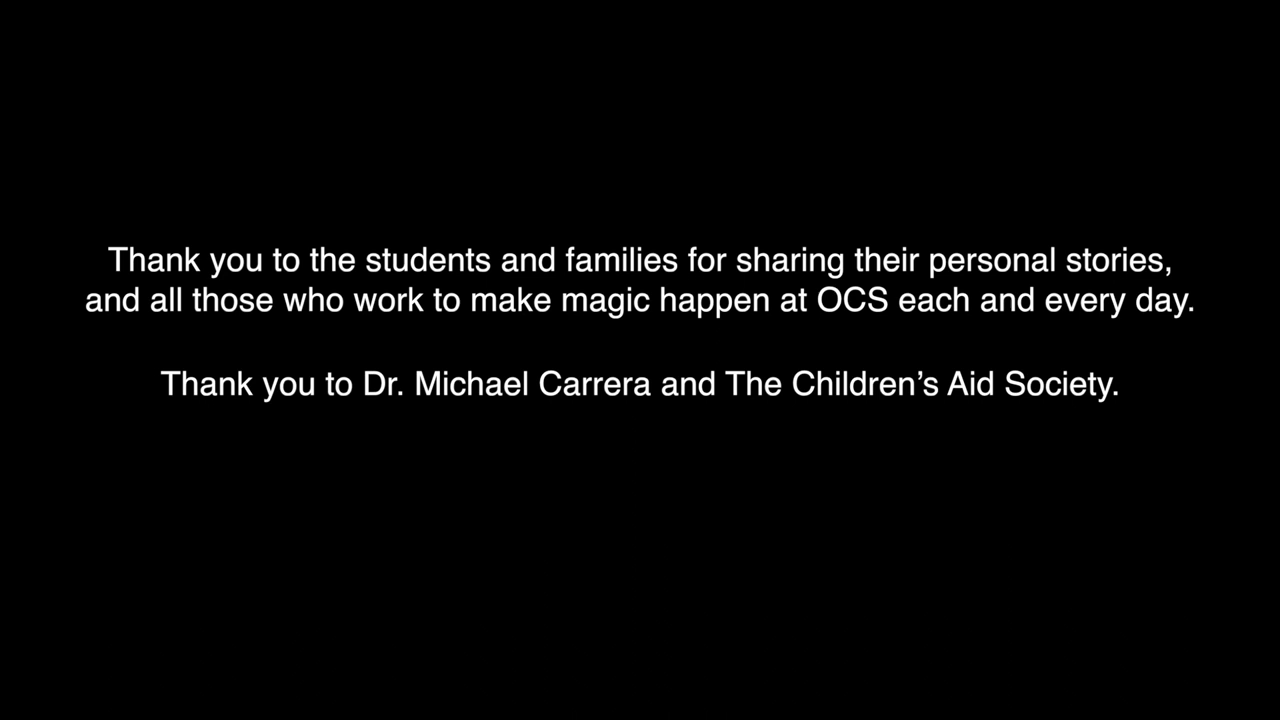 Thank you to the students and families for sharing their personal stories,
and all those who work to make magic happen at OCS each and every day.
Thank you to Dr. Michael Carrera and The Children’s Aid Society.